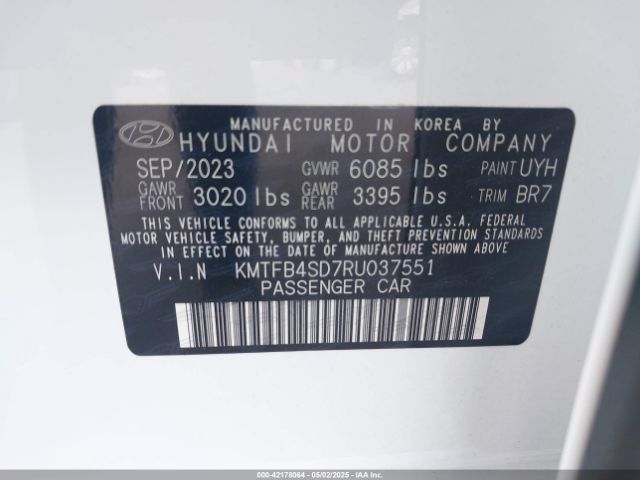 MANUFACTURED IN KOREA BY
HYUNDAI MOTOR COMPANY
SEP/2023 GVWR 6085 lbs PAINT UYH
GAWR FRONT 3020 lbs GAWR REAR 3395 lbs TRIM BR7
THIS VEHICLE CONFORMS TO ALL APPLICABLE U.S.A. FEDERAL
MOTOR VEHICLE SAFETY, BUMPER, AND THEFT PREVENTION
STANDARDS IN EFFECT ON THE DATE OF MANUFACTURE SHOWN ABOVE.
V.I.N KMTFB4SD7RU037551
PASSENGER CAR
000-42178064 - 05/02/2025 - COPART